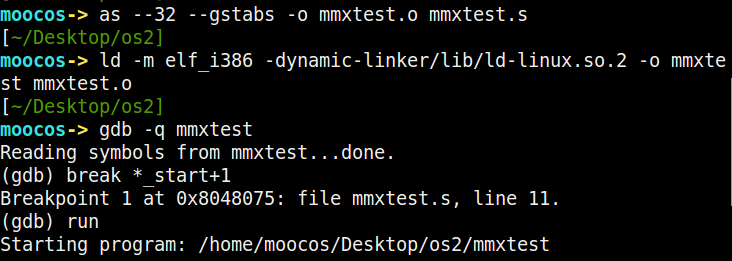 moocos-> as --32 --gstabs -o mmxtest.o mmxtest.s
[~/Desktop/os2]
moocos-> ld -m elf_i386 -dynamic-linker/lib/ld-linux.so.2 -o mmxte
st mmxtest.o
[~/Desktop/os2]
moocos-> gdb -q mmxtest
Reading symbols from mmxtest...done.
(gdb) break *_start+1
Breakpoint 1 at 0x8048075: file mmxtest.s, line 11.
(gdb) run
Starting program: /home/moocos/Desktop/os2/mmxtest